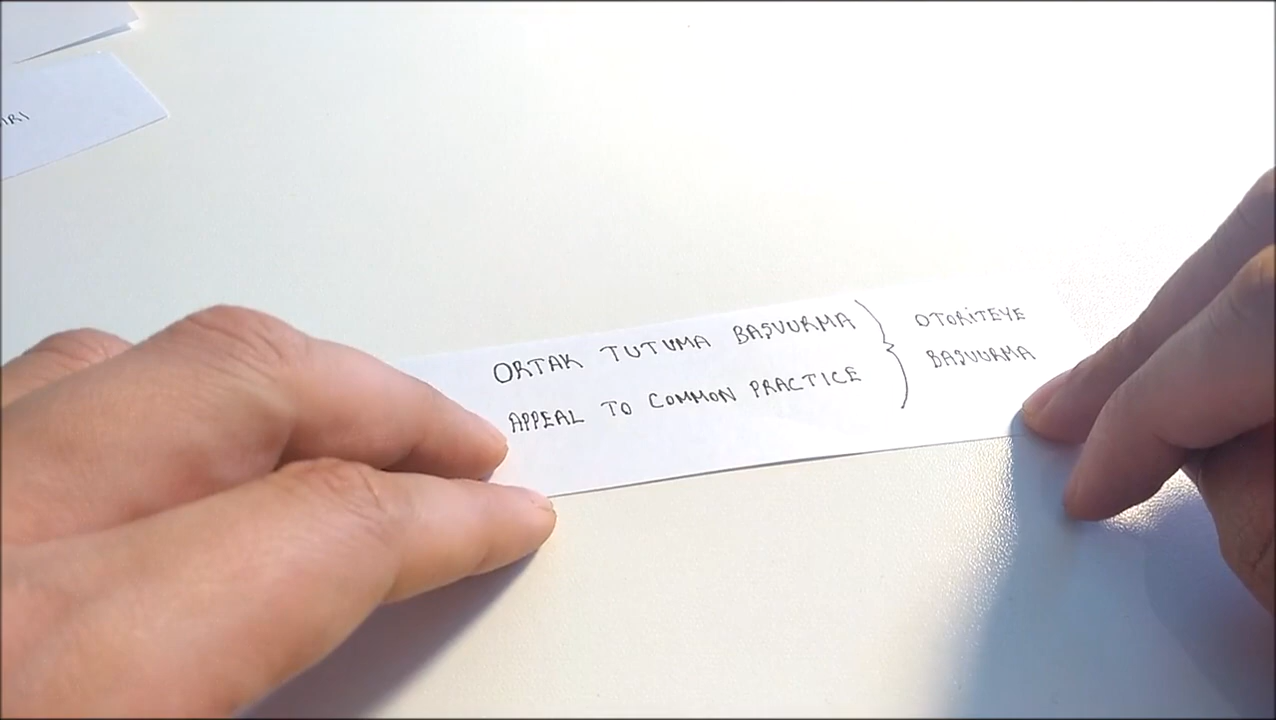 ORTAK TUTUMA BAŞVURMA
APPEAL TO COMMON PRACTICE
OTORİTEYE
BAŞVURMA